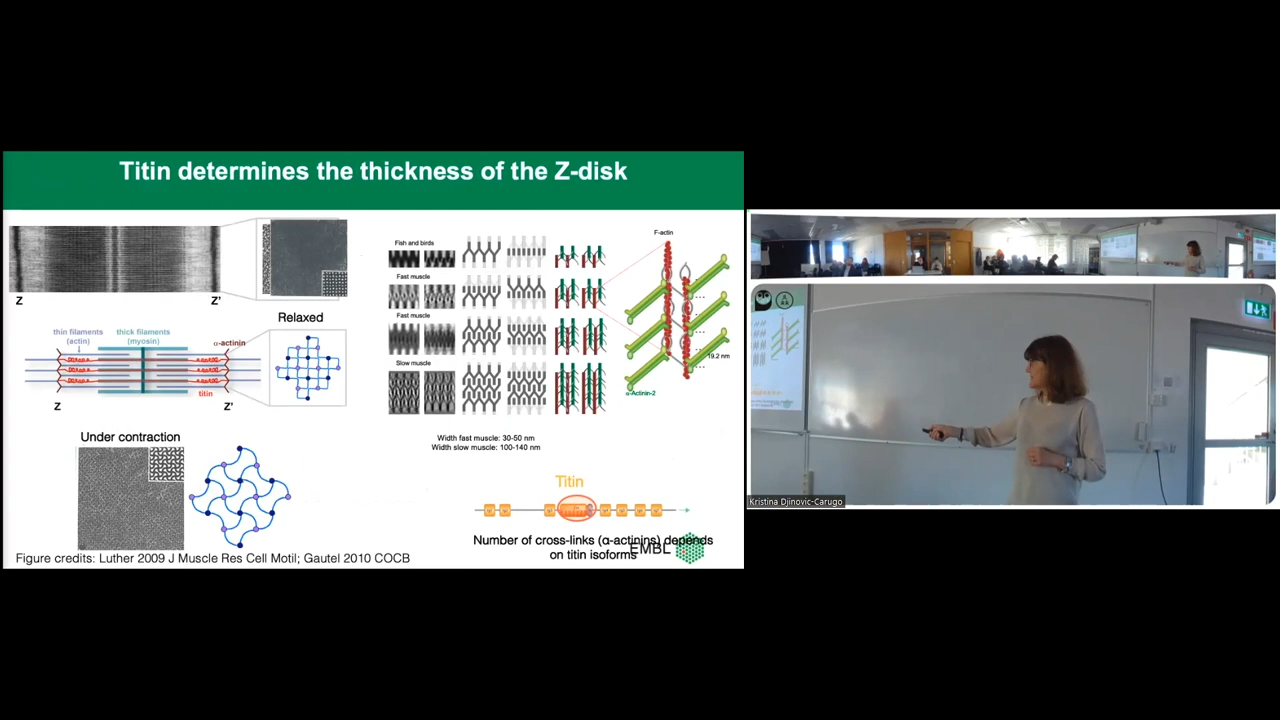 Titin determines the thickness of the Z-disk
Z
Z'
Relaxed
thin filaments
(actin)
thick filaments
(myosin)
α-actinin
titin
Z
Z'
Under contraction
Fish and birds
Fast muscle
Fast muscle
Slow muscle
F-actin
19.2 nm
α-Actinin-2
Width fast muscle: 30-50 nm
Width slow muscle: 100-140 nm
Titin
Number of cross-links (α-actinins) depends
on titin isoforms
EMBL
Figure credits: Luther 2009 J Muscle Res Cell Motil; Gautel 2010 COCB
Kristina Djinovic-Carugo